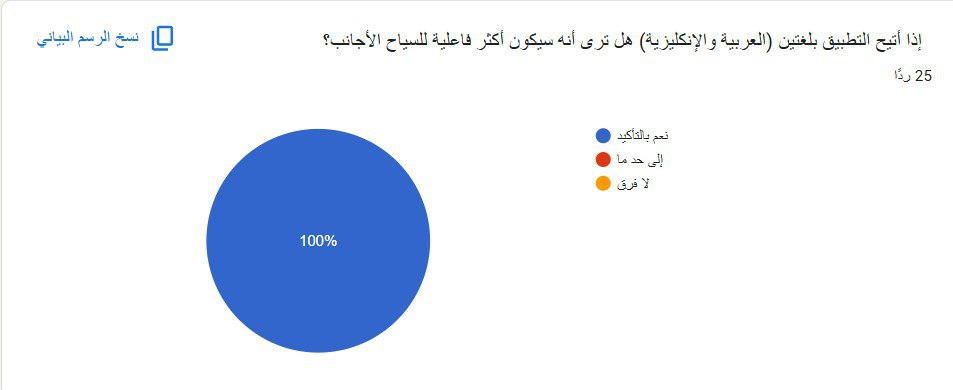 إذا أتيح التطبيق بلغتين (العربية والإنكليزية) هل ترى أنه سيكون أكثر فاعلية للسياح الأجانب؟
نسخ الرسم البياني
25 ردًا
نعم بالتأكيد
إلى حد ما
لا فرق
100%